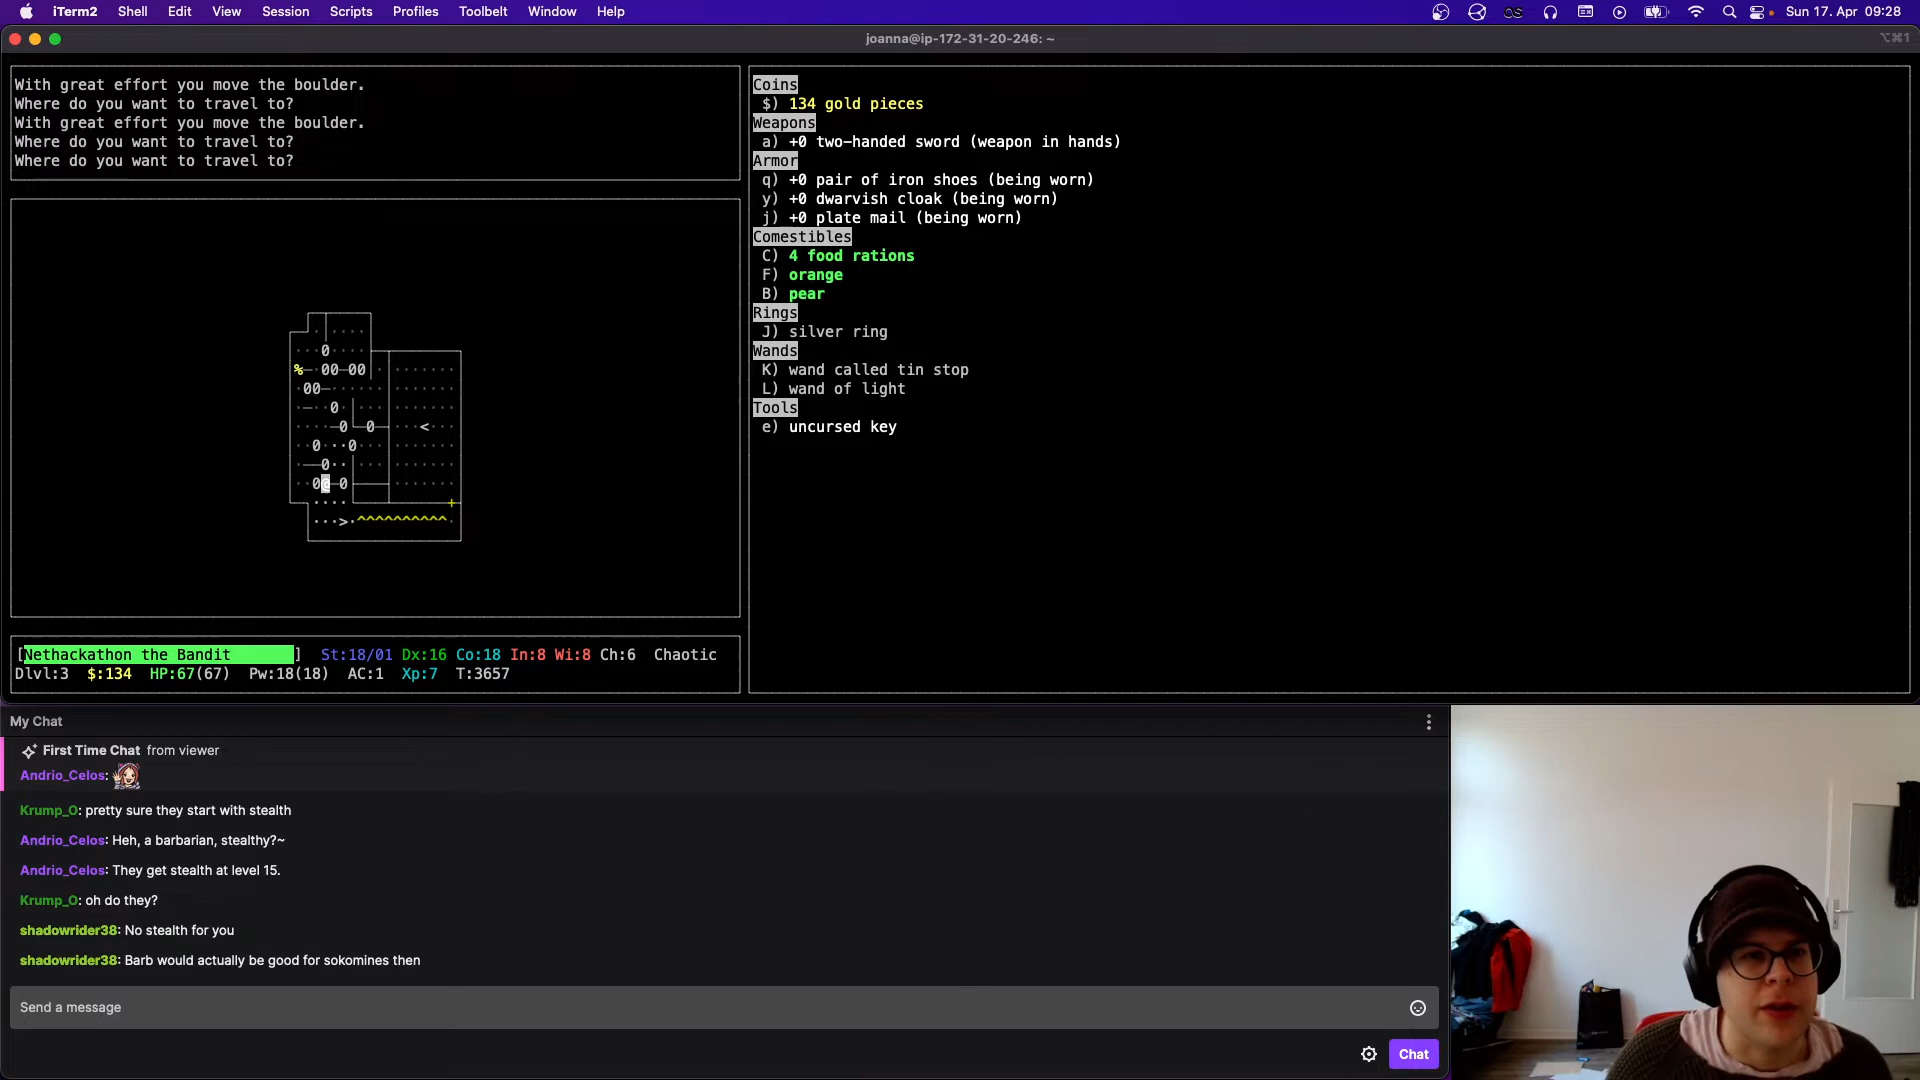 iTerm2 Shell Edit View Session Scripts Profiles Toolbelt Window Help Sun 17. Apr 09:28
joanna@ip-172-31-20-246: ~ ⌥⌘1
With great effort you move the boulder.
Where do you want to travel to?
With great effort you move the boulder.
Where do you want to travel to?
Where do you want to travel to?
Coins
$) 134 gold pieces
Weapons
a) +0 two-handed sword (weapon in hands)
Armor
q) +0 pair of iron shoes (being worn)
y) +0 dwarvish cloak (being worn)
j) +0 plate mail (being worn)
Comestibles
C) 4 food rations
F) orange
B) pear
Rings
J) silver ring
Wands
K) wand called tin stop
L) wand of light
Tools
e) uncursed key
[Nethackathon the Bandit ] St:18/01 Dx:16 Co:18 In:8 Wi:8 Ch:6 Chaotic
Dlvl:3 $:134 HP:67(67) Pw:18(18) AC:1 Xp:7 T:3657
My Chat
First Time Chat from viewer
Andrio_Celos:
Krump_O: pretty sure they start with stealth
Andrio_Celos: Heh, a barbarian, stealthy?~
Andrio_Celos: They get stealth at level 15.
Krump_O: oh do they?
shadowrider38: No stealth for you
shadowrider38: Barb would actually be good for sokomines then
Send a message
Chat